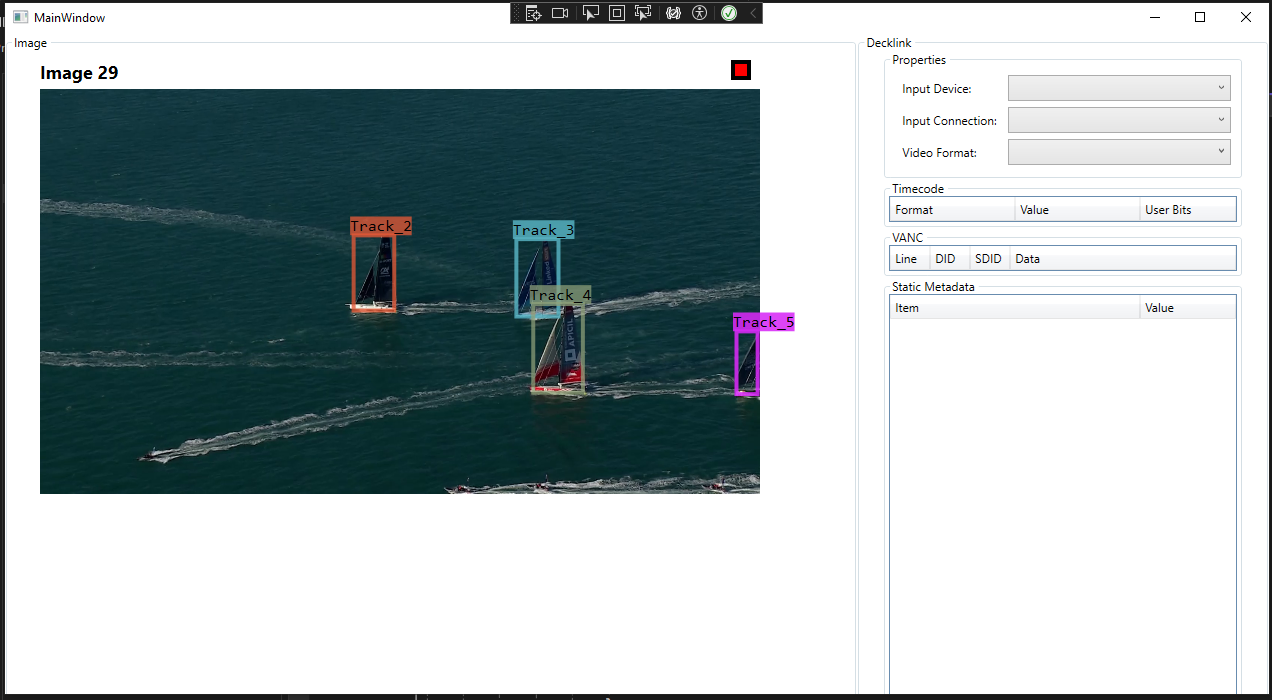 MainWindow
Image
Image 29
Track_2
Track_3
Track_4
Track_5
APICIL
Decklink
Properties
Input Device:
Input Connection:
Video Format:
Timecode
Format Value User Bits
VANC
Line DID SDID Data
Static Metadata
Item Value